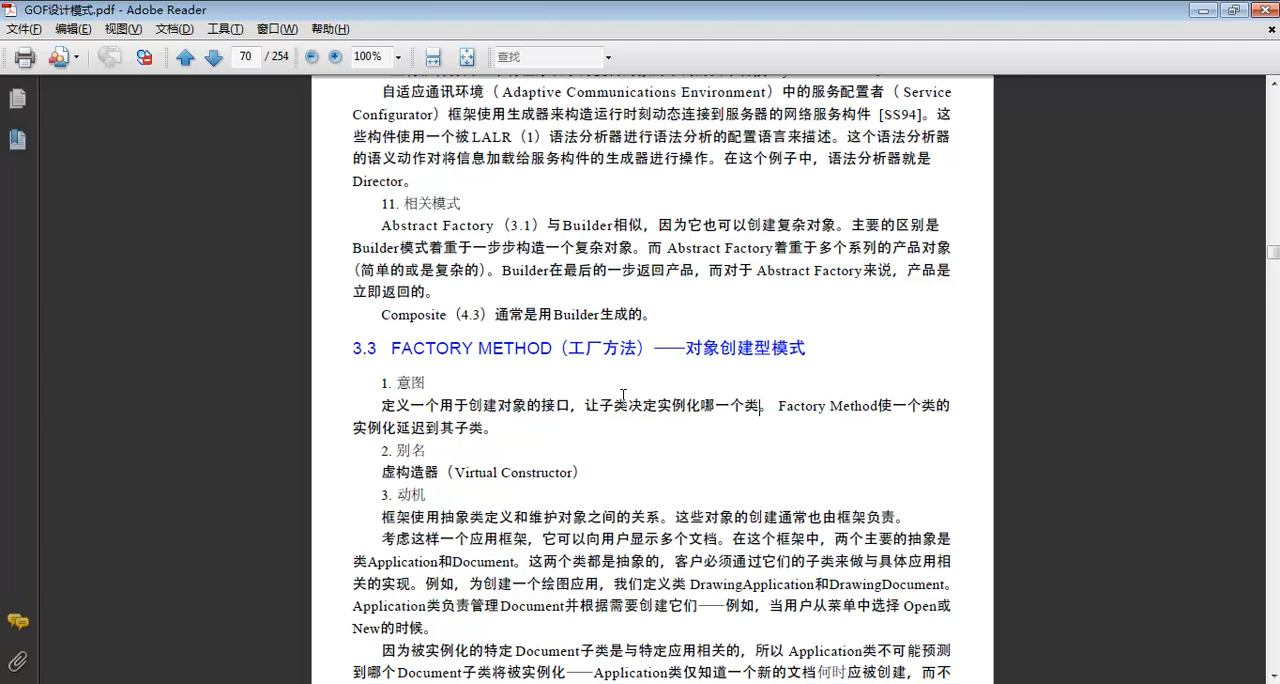 GOF设计模式.pdf - Adobe Reader
文件(F) 编辑(E) 视图(V) 文档(D) 工具(T) 窗口(W) 帮助(H)
70 / 254 100% 查找
自适应通讯环境（ Adaptive Communications Environment）中的服务配置者（ Service
Configurator）框架使用生成器来构造运行时刻动态连接到服务器的网络服务构件 [SS94]。这
些构件使用一个被LALR（1）语法分析器进行语法分析的配置语言来描述。这个语法分析器
的语义动作对将信息加载给服务构件的生成器进行操作。在这个例子中，语法分析器就是
Director。
11. 相关模式
Abstract Factory（3.1）与Builder相似，因为它也可以创建复杂对象。主要的区别是
Builder模式着重于一步步构造一个复杂对象。而 Abstract Factory着重于多个系列的产品对象
（简单的或是复杂的）。Builder在最后的一步返回产品，而对于 Abstract Factory来说，产品是
立即返回的。
Composite（4.3）通常是用Builder生成的。
3.3 FACTORY METHOD（工厂方法）——对象创建型模式
1. 意图
定义一个用于创建对象的接口，让子类决定实例化哪一个类。 Factory Method使一个类的
实例化延迟到其子类。
2. 别名
虚构造器（Virtual Constructor）
3. 动机
框架使用抽象类定义和维护对象之间的关系。这些对象的创建通常也由框架负责。
考虑这样一个应用框架，它可以向用户显示多个文档。在这个框架中，两个主要的抽象是
类Application和Document。这两个类都是抽象的，客户必须通过它们的子类来做与具体应用相
关的实现。例如，为创建一个绘图应用，我们定义类 DrawingApplication和DrawingDocument。
Application类负责管理Document并根据需要创建它们——例如，当用户从菜单中选择 Open或
New的时候。
因为被实例化的特定Document子类是与特定应用相关的，所以 Application类不可能预测
到哪个Document子类将被实例化——Application类仅知道一个新的文档何时应被创建，而不